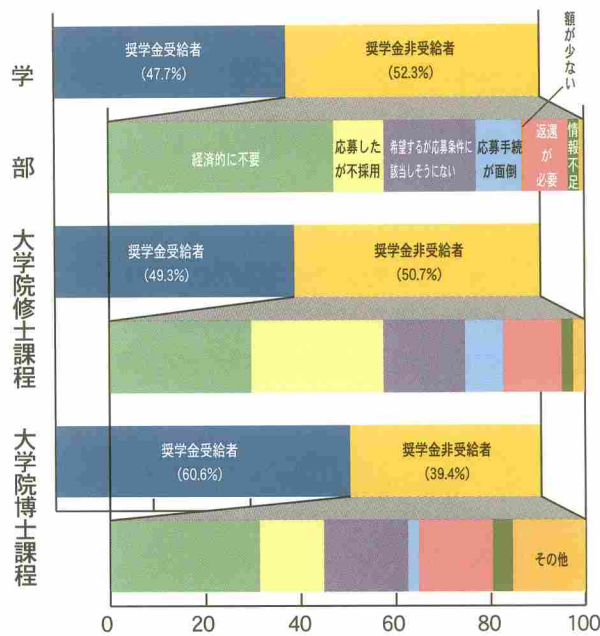 額が少ない
学部
奨学金受給者
(47.7%)
奨学金非受給者
(52.3%)
経済的に不要
応募した
が不採用
希望するが応募条件に
該当しそうにない
応募手続
が面倒
返還
が
必要
情報不足
大学院修士課程
奨学金受給者
(49.3%)
奨学金非受給者
(50.7%)
大学院博士課程
奨学金受給者
(60.6%)
奨学金非受給者
(39.4%)
その他
0 20 40 60 80 100